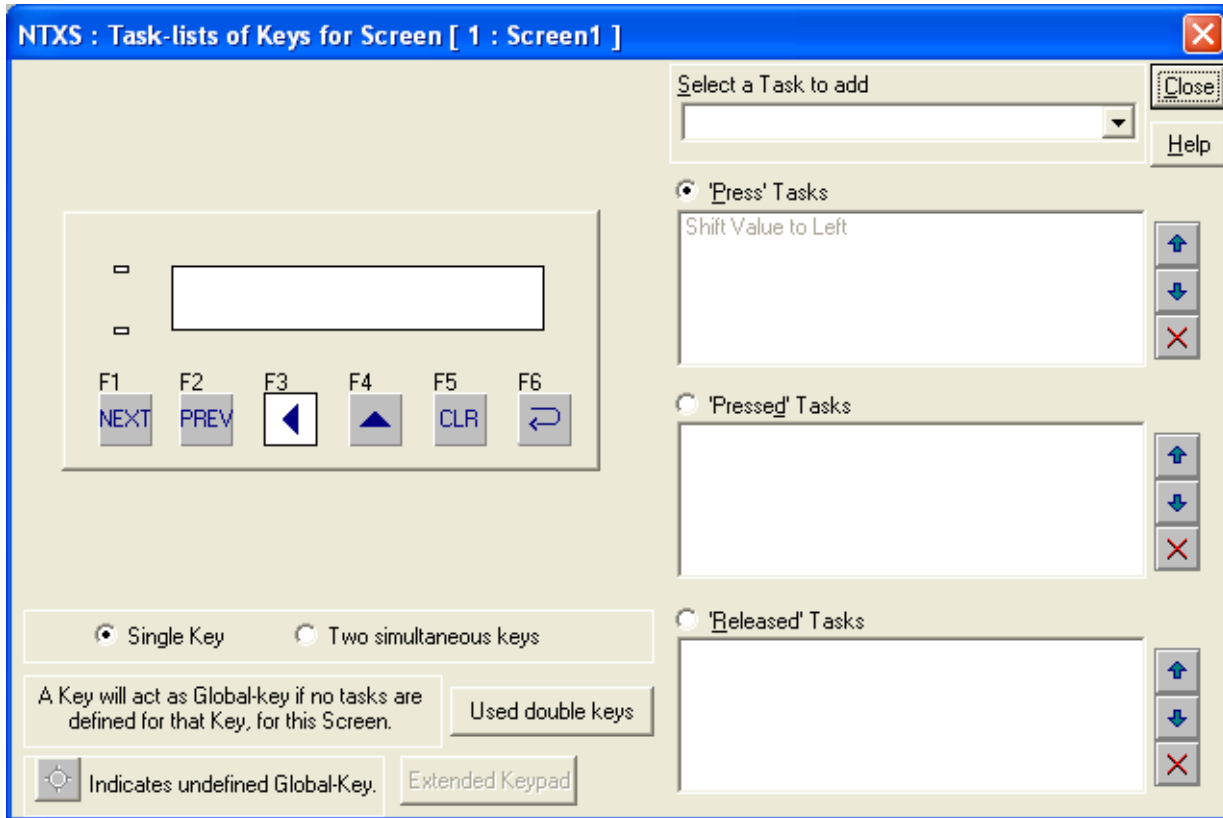 NTXS : Task-lists of Keys for Screen [ 1 : Screen1 ]
Select a Task to add
Close
Help
'Press' Tasks
Shift Value to Left
F1 F2 F3 F4 F5 F6
NEXT PREV CLR
'Pressed' Tasks
'Released' Tasks
Single Key Two simultaneous keys
A Key will act as Global-key if no tasks are
defined for that Key, for this Screen.
Used double keys
Indicates undefined Global-Key.
Extended Keypad